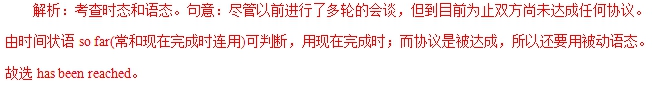 解析：考查时态和语态。句意：尽管以前进行了多轮的会谈，但到目前为止双方尚未达成任何协议。
由时间状语 so far(常和现在完成时连用)可判断，用现在完成时；而协议是被达成，所以还要用被动语态。
故选 has been reached。